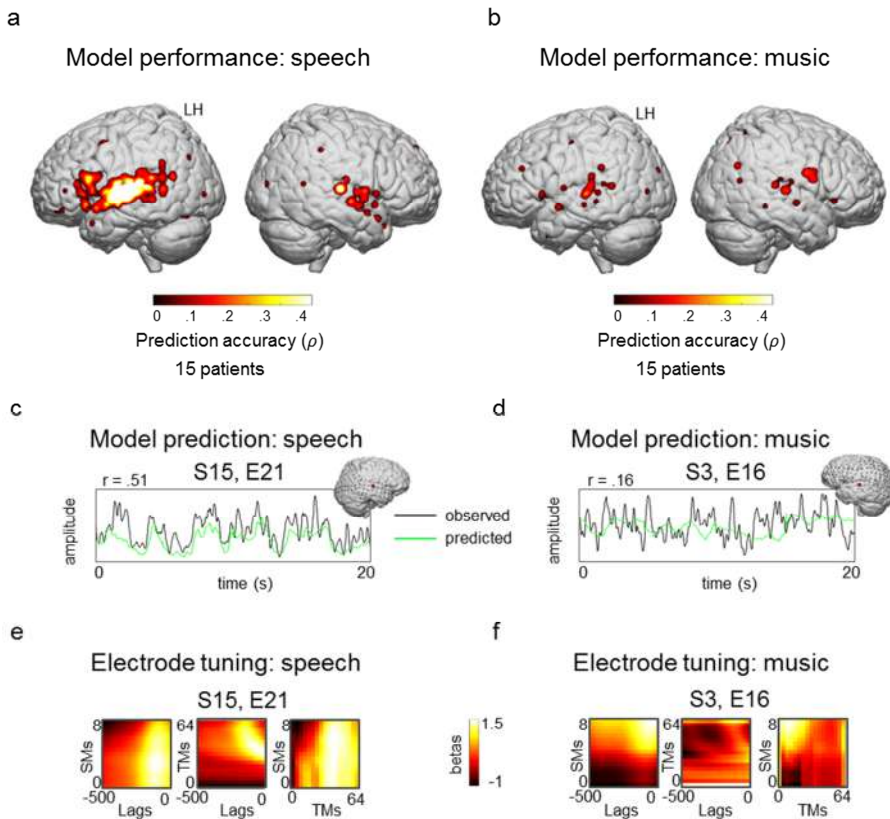 a
Model performance: speech
LH
0 .1 .2 .3 .4
Prediction accuracy (ρ)
15 patients
b
Model performance: music
LH
0 .1 .2 .3 .4
Prediction accuracy (ρ)
15 patients
c
Model prediction: speech
S15, E21
r = .51
amplitude
0 20
time (s)
observed
predicted
d
Model prediction: music
S3, E16
r = .16
amplitude
0 20
time (s)
e
Electrode tuning: speech
S15, E21
8
SMs
0
-500 0
Lags
64
TMs
0
-500 0
Lags
8
SMs
0
0 64
TMs
betas
1.5
-1
f
Electrode tuning: music
S3, E16
8
SMs
0
-500 0
Lags
64
TMs
0
-500 0
Lags
8
SMs
0
0 64
TMs